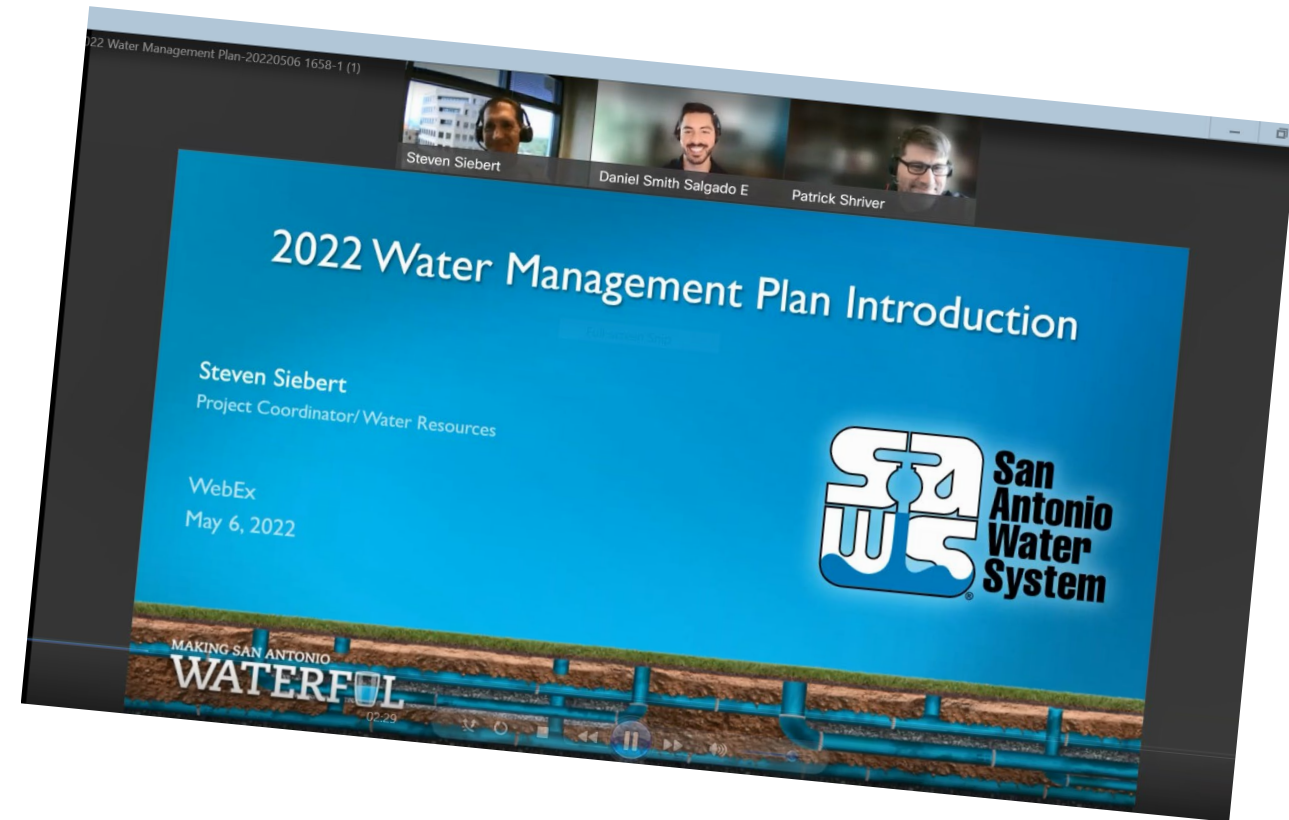 022 Water Management Plan-20220506 1658-1 (1)
Steven Siebert
Daniel Smith Salgado E
Patrick Shriver
2022 Water Management Plan Introduction
Steven Siebert
Project Coordinator/Water Resources
WebEx
May 6, 2022
SAWS
®
San
Antonio
Water
System
MAKING SAN ANTONIO
WATERFUL
02:29